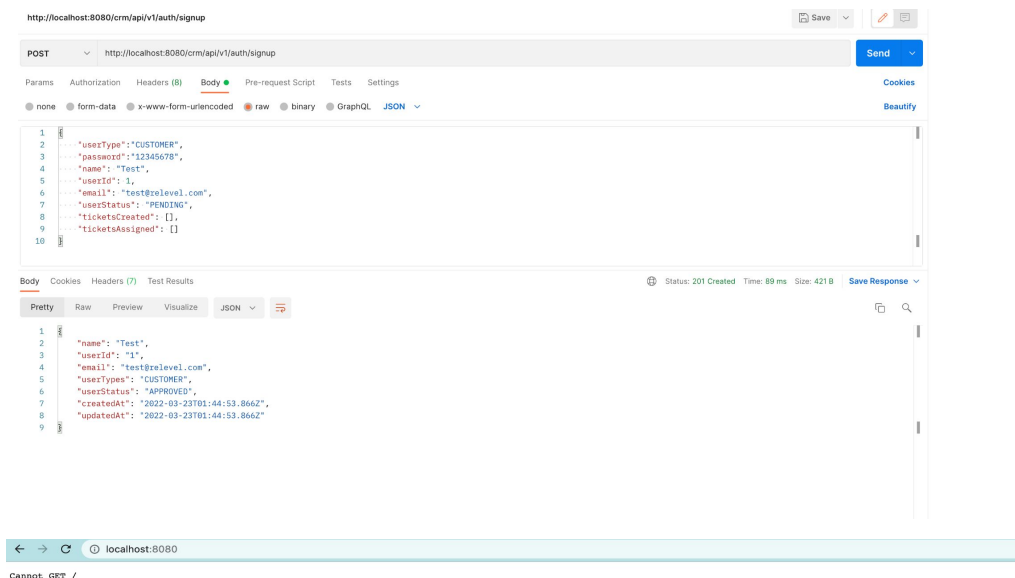 http://localhost:8080/crm/api/v1/auth/signup
Save
POST http://localhost:8080/crm/api/v1/auth/signup Send
Params Authorization Headers (8) Body Pre-request Script Tests Settings Cookies
none form-data x-www-form-urlencoded raw binary GraphQL JSON Beautify
1 {
2 "userType":"CUSTOMER",
3 "password":"12345678",
4 "name": "Test",
5 "userId": 1,
6 "email": "test@relevel.com",
7 "userStatus": "PENDING",
8 "ticketsCreated": [],
9 "ticketsAssigned": []
10 }
Body Cookies Headers (7) Test Results Status: 201 Created Time: 89 ms Size: 421 B Save Response
Pretty Raw Preview Visualize JSON
1 {
2 "name": "Test",
3 "userId": "1",
4 "email": "test@relevel.com",
5 "userTypes": "CUSTOMER",
6 "userStatus": "APPROVED",
7 "createdAt": "2022-03-23T01:44:53.866Z",
8 "updatedAt": "2022-03-23T01:44:53.866Z"
9 }
localhost:8080
Cannot GET /